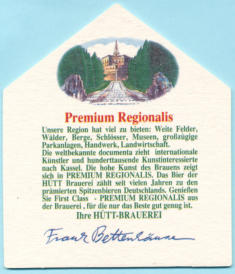 Premium Regionalis
Unsere Region hat viel zu bieten: Weite Felder,
Wälder, Berge, Schlösser, Museen, großzügige
Parkanlagen, Handwerk, Landwirtschaft.
Die weltbekannte documenta zieht internationale
Künstler und hunderttausende Kunstinteressierte
nach Kassel. Die hohe Kunst des Brauens zeigt
sich in PREMIUM REGIONALIS. Das Bier der
HÜTT Brauerei zählt seit vielen Jahren zu den
prämierten Spitzenbieren Deutschlands. Genießen
Sie First Class - PREMIUM REGIONALIS aus
der Brauerei, für die nur das Beste gut genug ist.
Ihre HÜTT-BRAUEREI
Frank Bettenhäuser